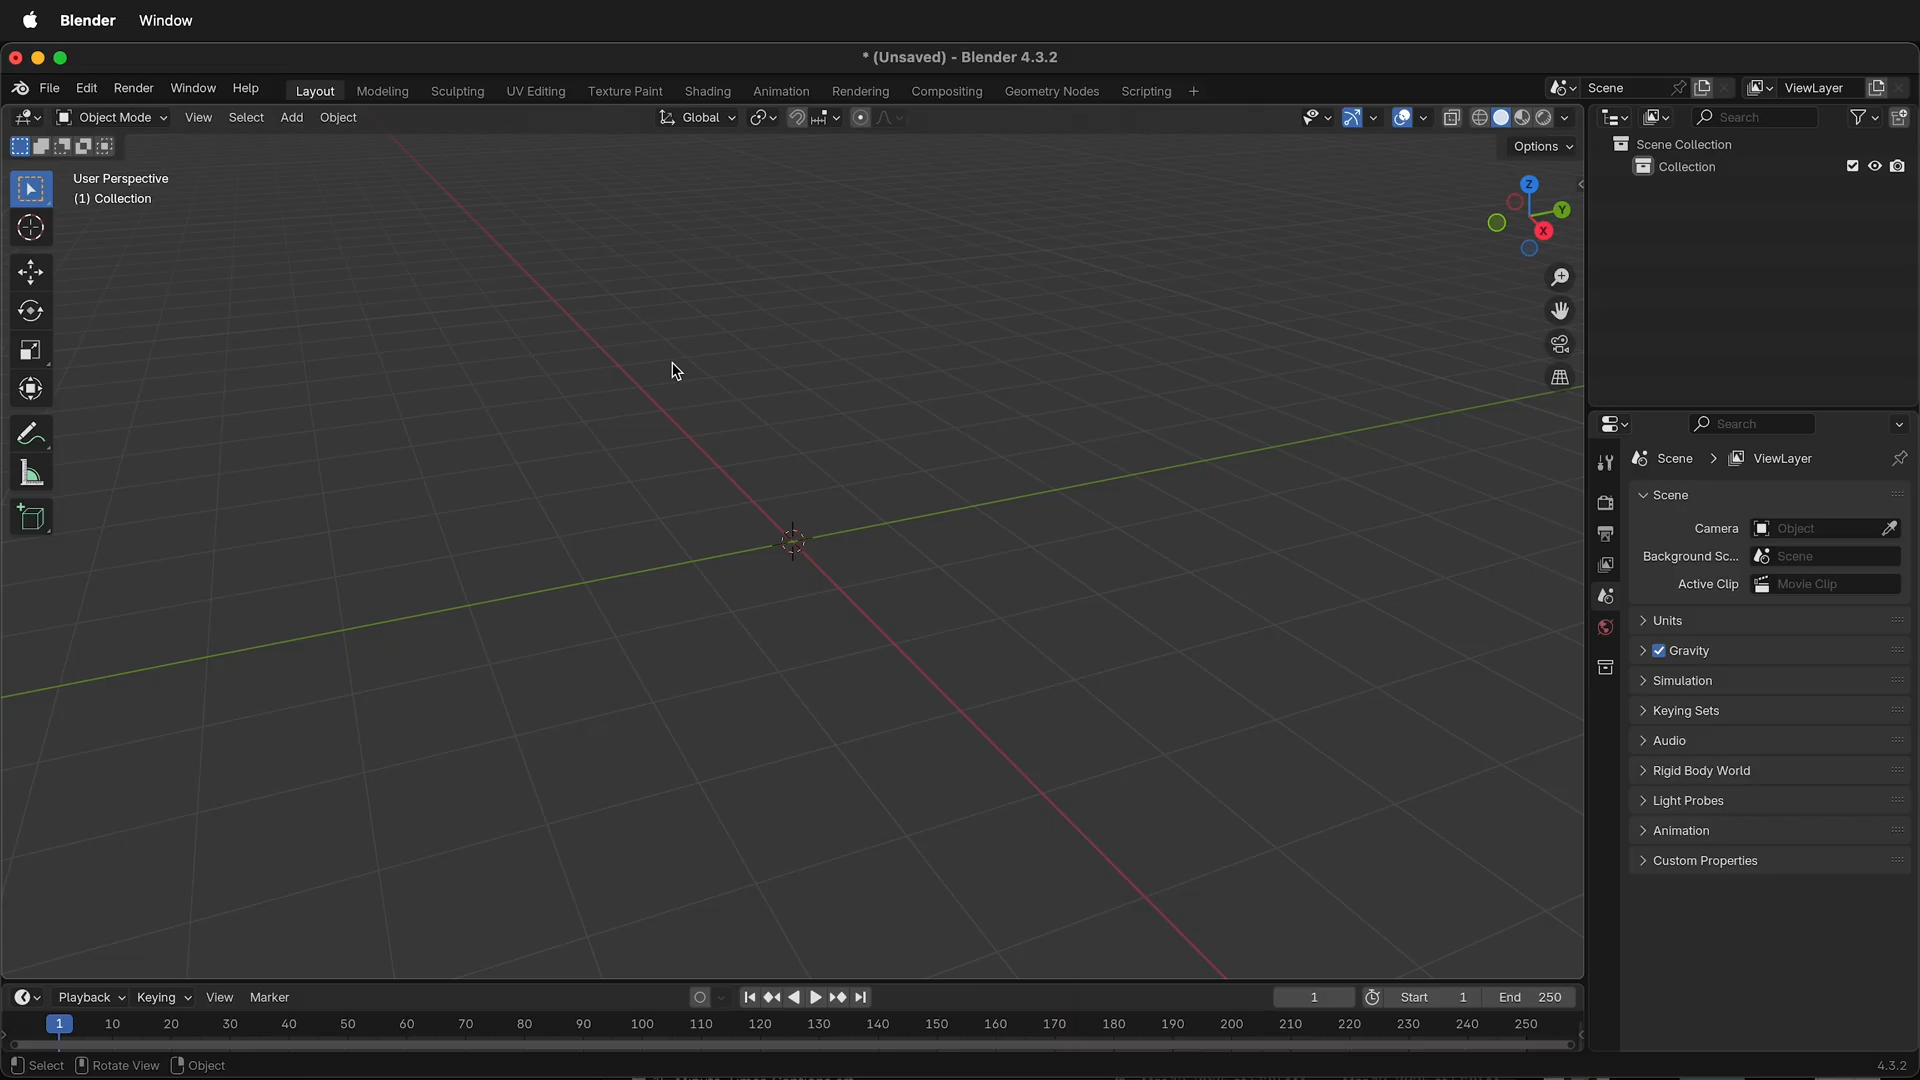 Blender Window
* (Unsaved) - Blender 4.3.2
File Edit Render Window Help Layout Modeling Sculpting UV Editing Texture Paint Shading Animation Rendering Compositing Geometry Nodes Scripting + Scene ViewLayer
Object Mode View Select Add Object Global Search
Options
Scene Collection
Collection
User Perspective
(1) Collection
Z
Y
X
Search
Scene > ViewLayer
Scene
Camera Object
Background Sc... Scene
Active Clip Movie Clip
Units
Gravity
Simulation
Keying Sets
Audio
Rigid Body World
Light Probes
Animation
Custom Properties
Playback Keying View Marker 1 Start 1 End 250
1 10 20 30 40 50 60 70 80 90 100 110 120 130 140 150 160 170 180 190 200 210 220 230 240 250
Select Rotate View Object 4.3.2